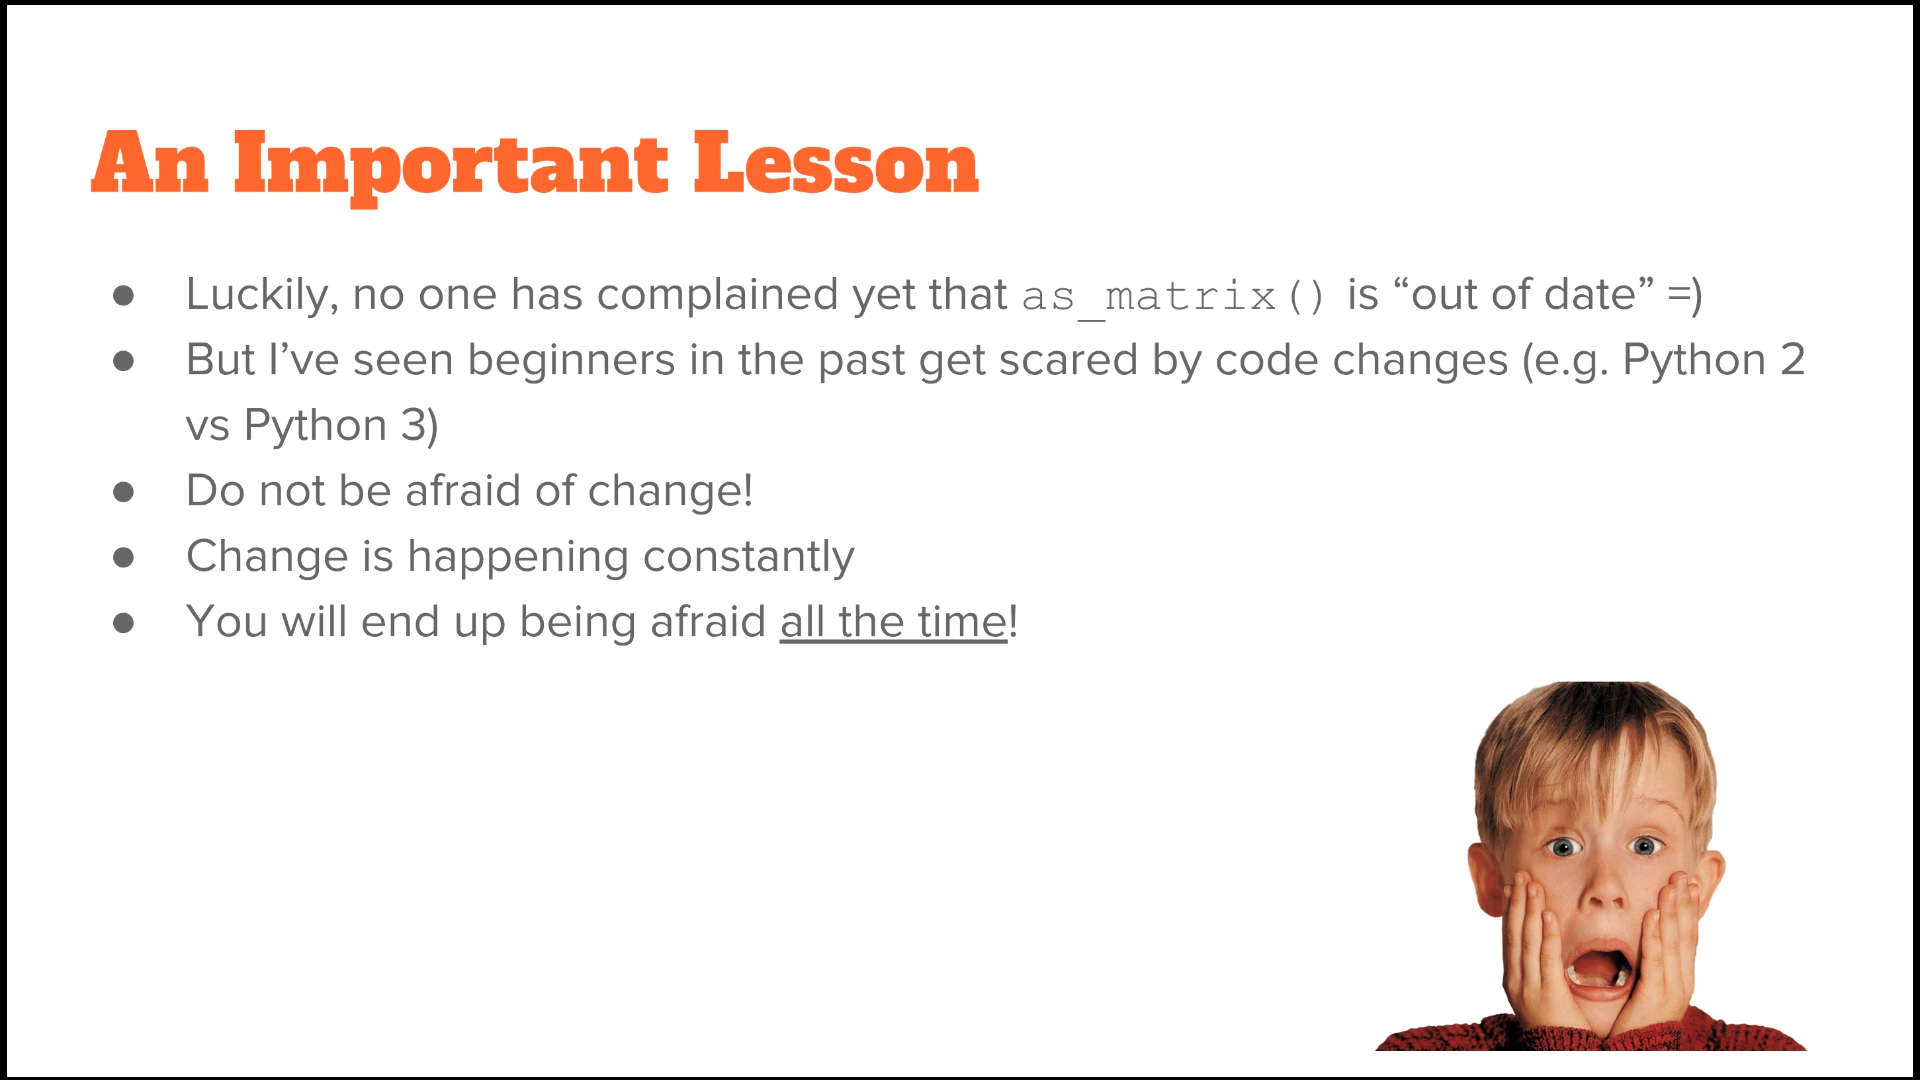 An Important Lesson
● Luckily, no one has complained yet that as_matrix() is “out of date” =)
● But I’ve seen beginners in the past get scared by code changes (e.g. Python 2
vs Python 3)
● Do not be afraid of change!
● Change is happening constantly
● You will end up being afraid all the time!